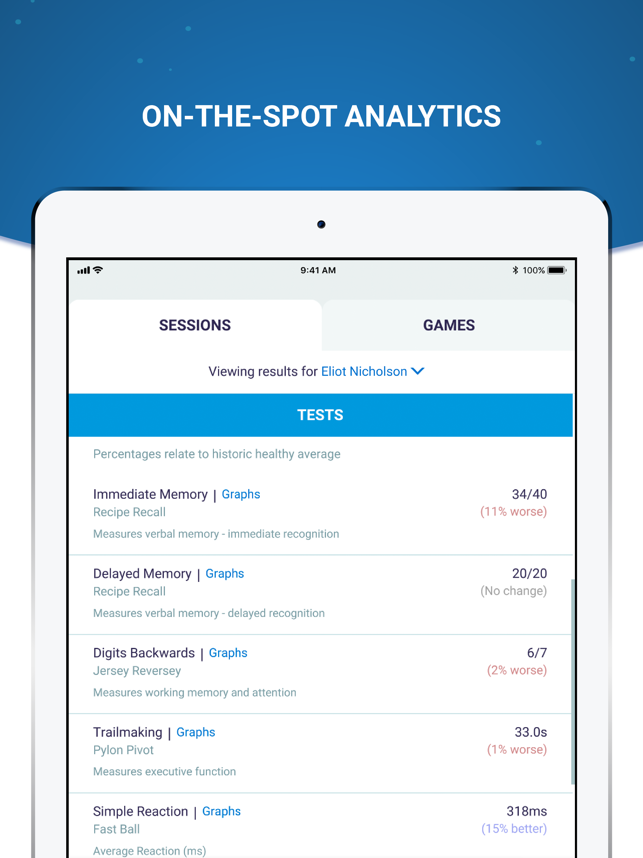 ON-THE-SPOT ANALYTICS
9:41 AM
100%
SESSIONS
GAMES
Viewing results for Eliot Nicholson
TESTS
Percentages relate to historic healthy average
Immediate Memory | Graphs
34/40
Recipe Recall
(11% worse)
Measures verbal memory - immediate recognition
Delayed Memory | Graphs
20/20
Recipe Recall
(No change)
Measures verbal memory - delayed recognition
Digits Backwards | Graphs
6/7
Jersey Reversey
(2% worse)
Measures working memory and attention
Trailmaking | Graphs
33.0s
Pylon Pivot
(1% worse)
Measures executive function
Simple Reaction | Graphs
318ms
Fast Ball
(15% better)
Average Reaction (ms)